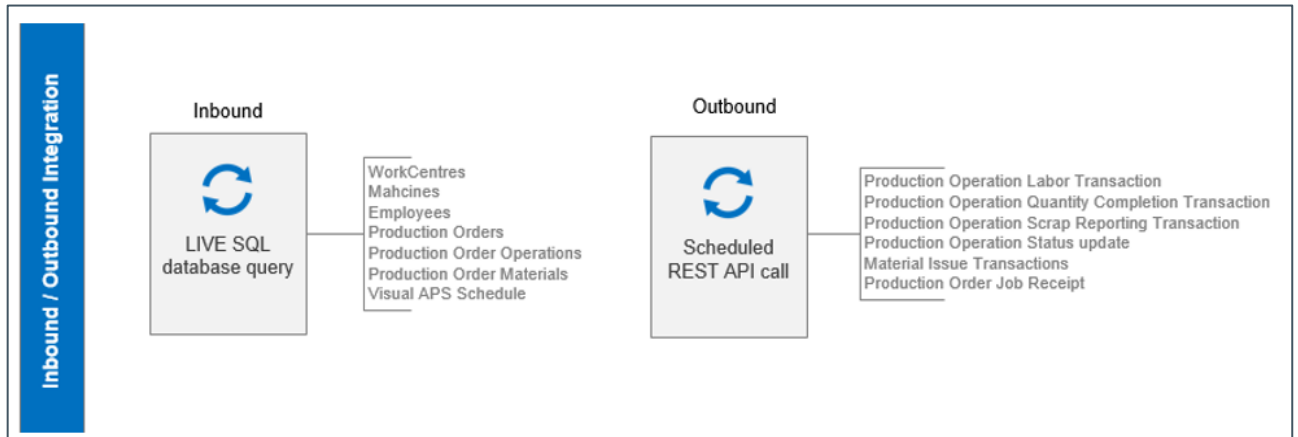 Inbound / Outbound Integration
Inbound
LIVE SQL
database query
WorkCentres
Mahcines
Employees
Production Orders
Production Order Operations
Production Order Materials
Visual APS Schedule
Outbound
Scheduled
REST API call
Production Operation Labor Transaction
Production Operation Quantity Completion Transaction
Production Operation Scrap Reporting Transaction
Production Operation Status update
Material Issue Transactions
Production Order Job Receipt